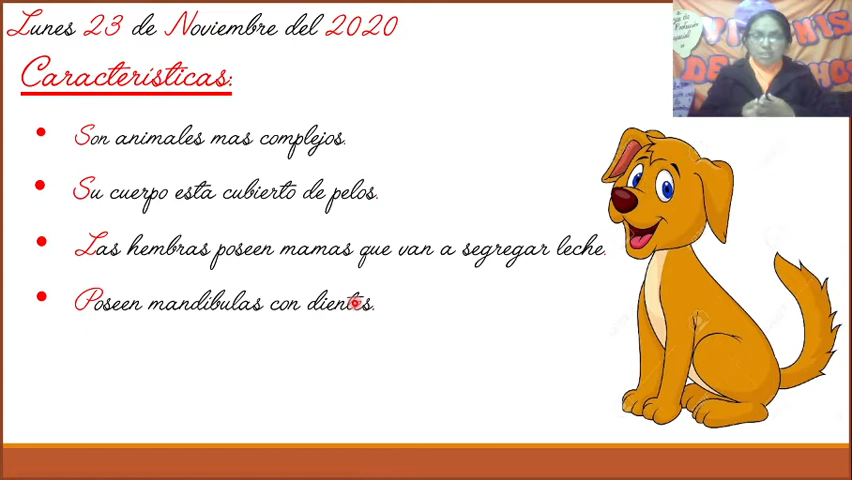 Lunes 23 de Noviembre del 2020
Características:
Son animales mas complejos.
Su cuerpo esta cubierto de pelos.
Las hembras poseen mamas que van a segregar leche.
Poseen mandibulas con dientes.